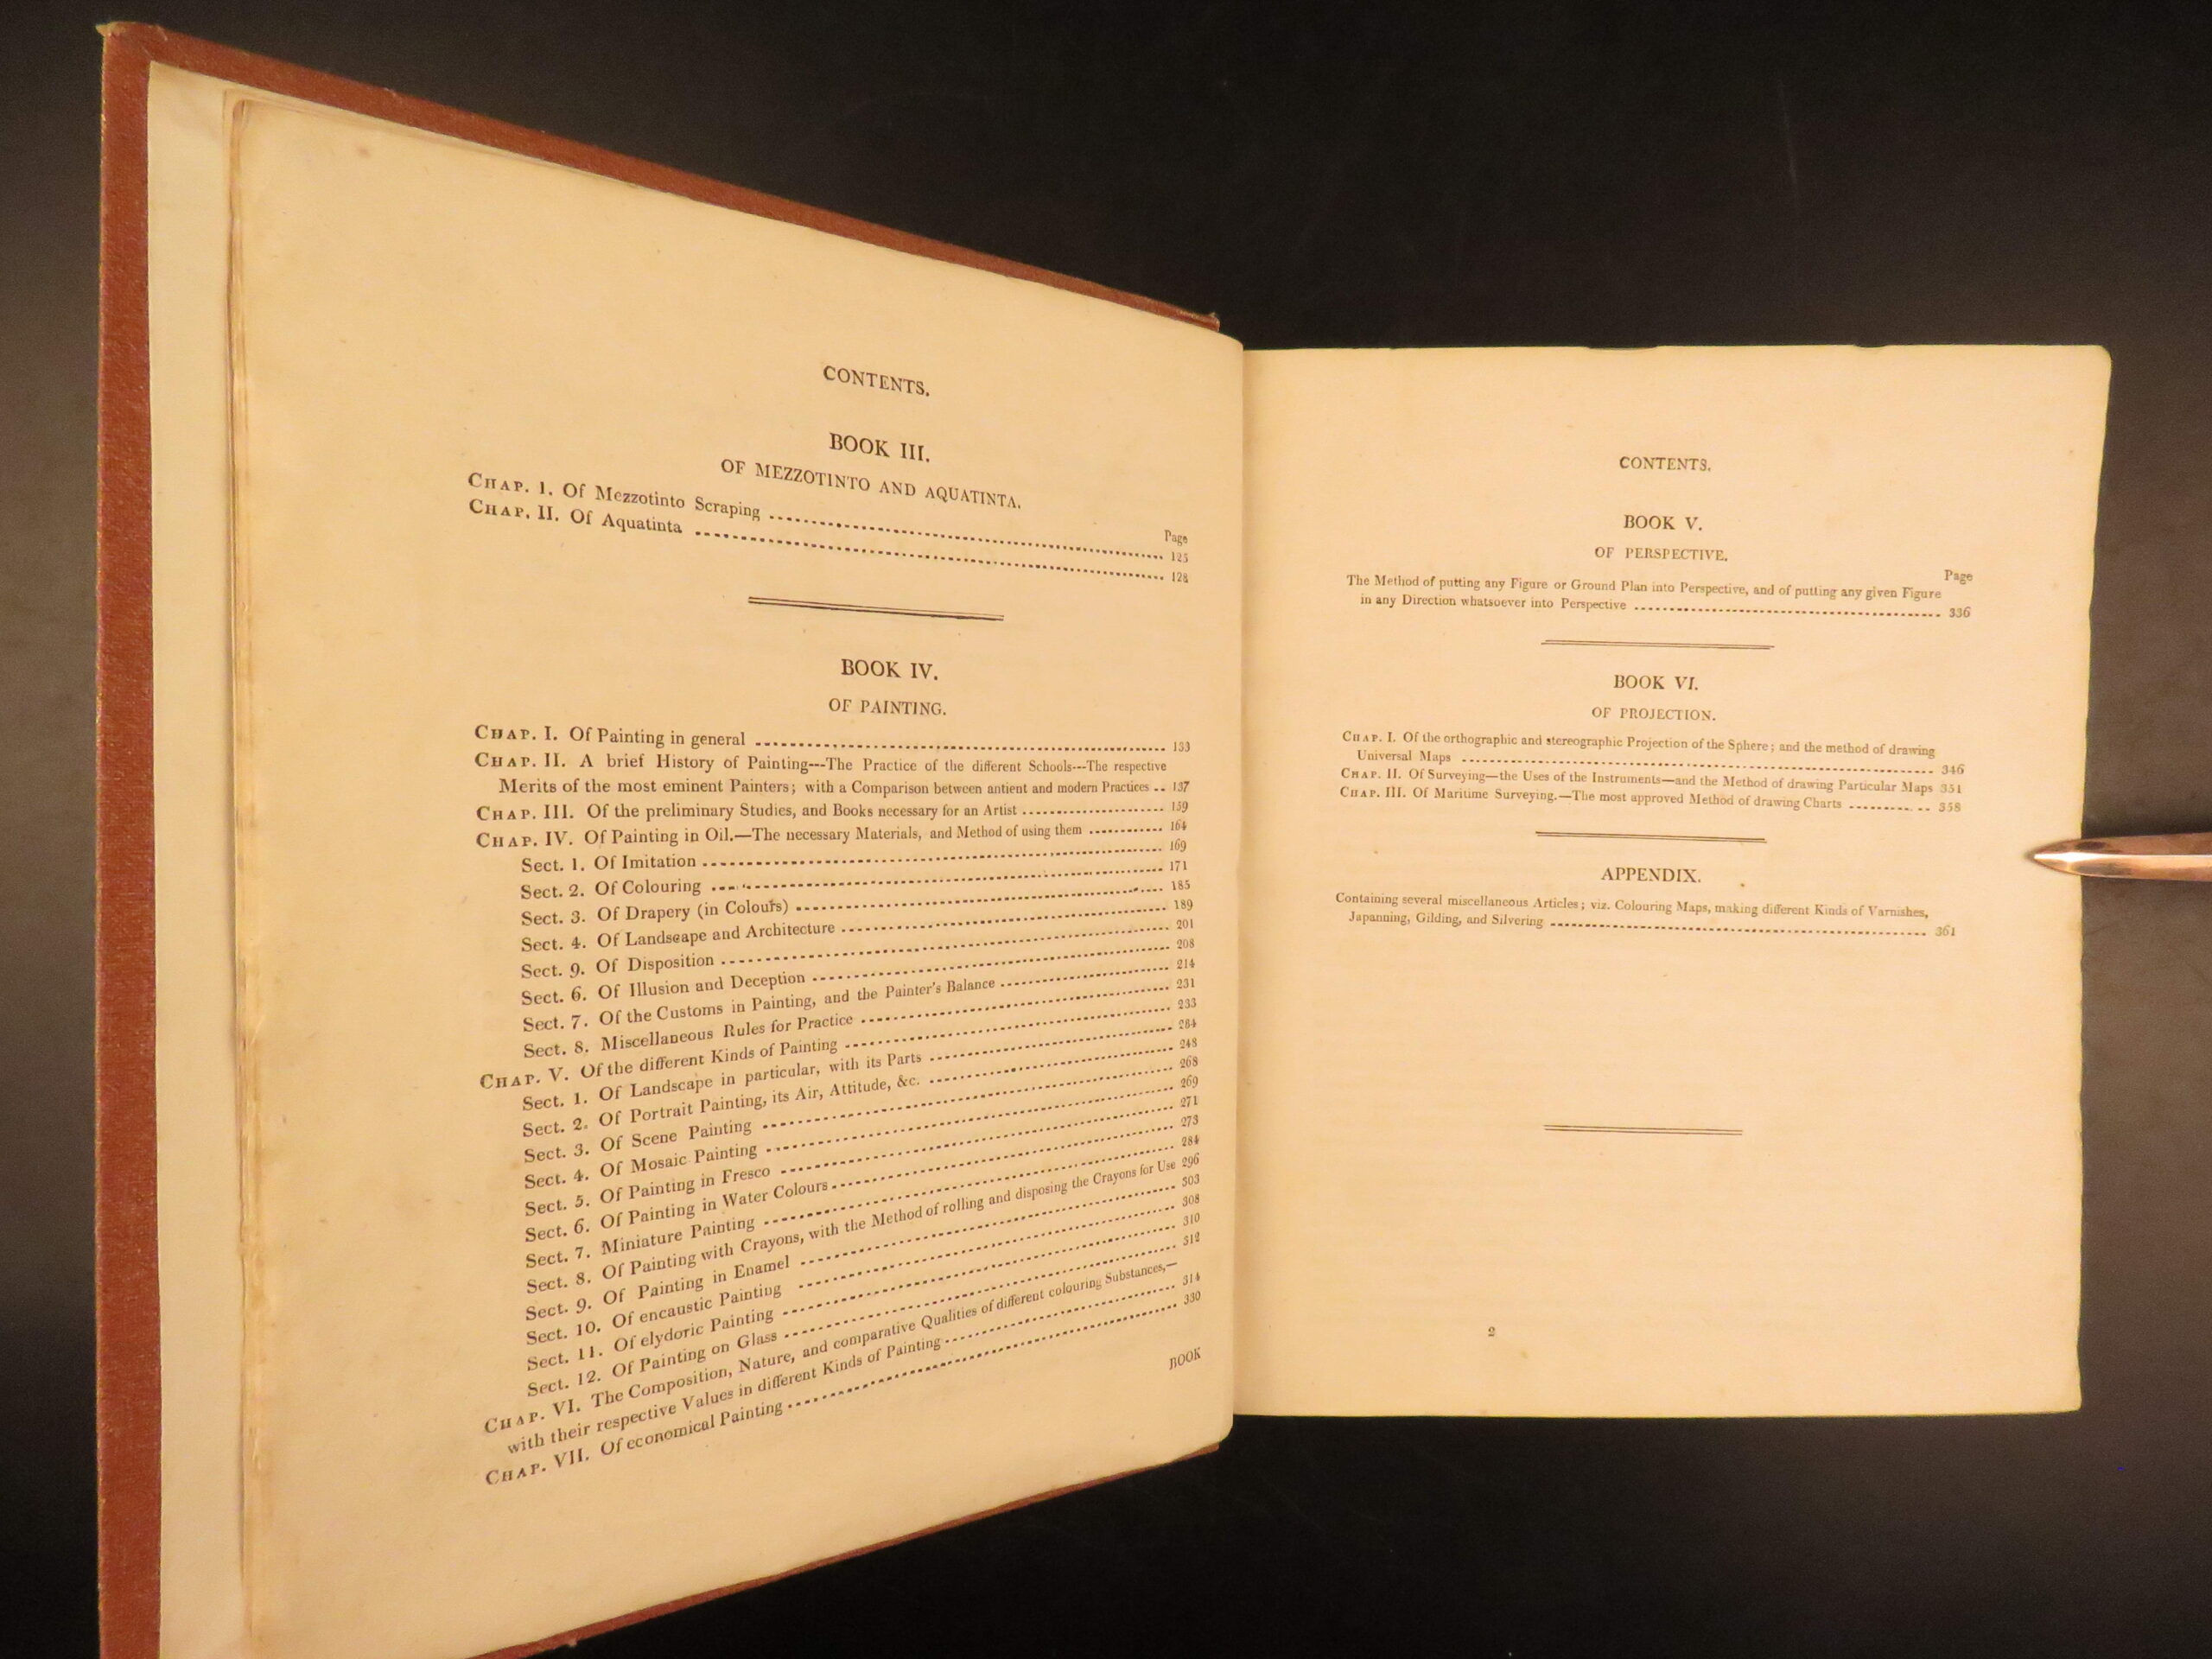 CONTENTS.
BOOK III.
OF MEZZOTINTO AND AQUATINTA.
Page
CHAP. I. Of Mezzotinto Scraping ........ 125
CHAP. II. Of Aquatinta ........ 128
BOOK IV.
OF PAINTING.
CHAP. I. Of Painting in general ........ 133
CHAP. II. A brief History of Painting---The Practice of the different Schools---The respective
Merits of the most eminent Painters; with a Comparison between antient and modern Practices .. 137
CHAP. III. Of the preliminary Studies, and Books necessary for an Artist ........ 159
CHAP. IV. Of Painting in Oil.—The necessary Materials, and Method of using them ........ 164
Sect. 1. Of Imitation ........ 169
Sect. 2. Of Colouring ........ 171
Sect. 3. Of Drapery (in Colours) ........ 185
Sect. 4. Of Landscape and Architecture ........ 189
Sect. 9. Of Disposition ........ 201
Sect. 6. Of Illusion and Deception ........ 208
Sect. 7. Of the Customs in Painting, and the Painter's Balance ........ 214
Sect. 8. Miscellaneous Rules for Practice ........ 231
CHAP. V. Of the different Kinds of Painting ........ 233
Sect. 1. Of Landscape in particular, with its Parts ........
Sect. 2. Of Portrait Painting, its Air, Attitude, &c. ........ 248
Sect. 3. Of Scene Painting ........ 268
Sect. 4. Of Mosaic Painting ........ 269
Sect. 5. Of Painting in Fresco ........ 271
Sect. 6. Of Painting in Water Colours ........ 273
Sect. 7. Miniature Painting ........ 284
Sect. 8. Of Painting with Crayons, with the Method of rolling and disposing the Crayons for Use 296
Sect. 9. Of Painting in Enamel ........ 303
Sect. 10. Of encaustic Painting ........ 308
Sect. 11. Of elydoric Painting ........ 310
Sect. 12. Of Painting on Glass ........ 312
CHAP. VI. The Composition, Nature, and comparative Qualities of different colouring Substances,—
with their respective Values in different Kinds of Painting ........ 314
CHAP. VII. Of economical Painting ........ 330
BOOK
CONTENTS.
BOOK V.
OF PERSPECTIVE.
Page
The Method of putting any Figure or Ground Plan into Perspective, and of putting any given Figure
in any Direction whatsoever into Perspective ........ 336
BOOK VI.
OF PROJECTION.
CHAP. I. Of the orthographic and stereographic Projection of the Sphere; and the method of drawing
Universal Maps ........ 346
CHAP. II. Of Surveying—the Uses of the Instruments—and the Method of drawing Particular Maps 351
CHAP. III. Of Maritime Surveying.—The most approved Method of drawing Charts ........ 358
APPENDIX.
Containing several miscellaneous Articles; viz. Colouring Maps, making different Kinds of Varnishes,
Japanning, Gilding, and Silvering ........ 361
2